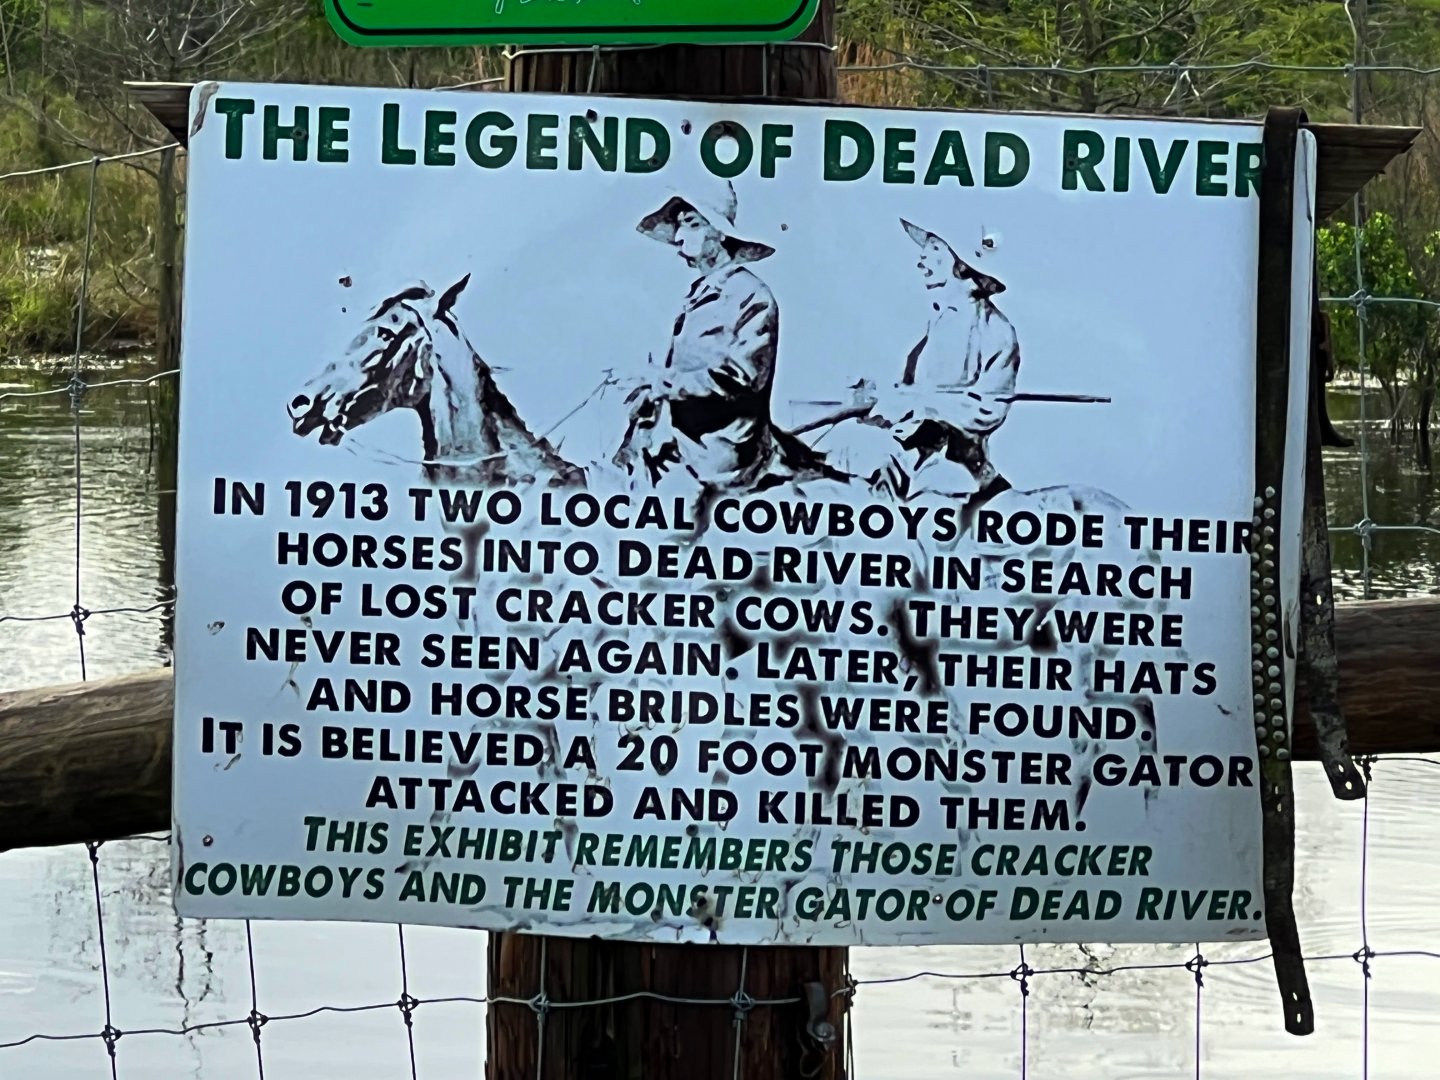 THE LEGEND OF DEAD RIVER
IN 1913 TWO LOCAL COWBOYS RODE THEIR
HORSES INTO DEAD RIVER IN SEARCH
OF LOST CRACKER COWS. THEY WERE
NEVER SEEN AGAIN. LATER, THEIR HATS
AND HORSE BRIDLES WERE FOUND.
IT IS BELIEVED A 20 FOOT MONSTER GATOR
ATTACKED AND KILLED THEM!
THIS EXHIBIT REMEMBERS THOSE CRACKER
COWBOYS AND THE MONSTER GATOR OF DEAD RIVER.